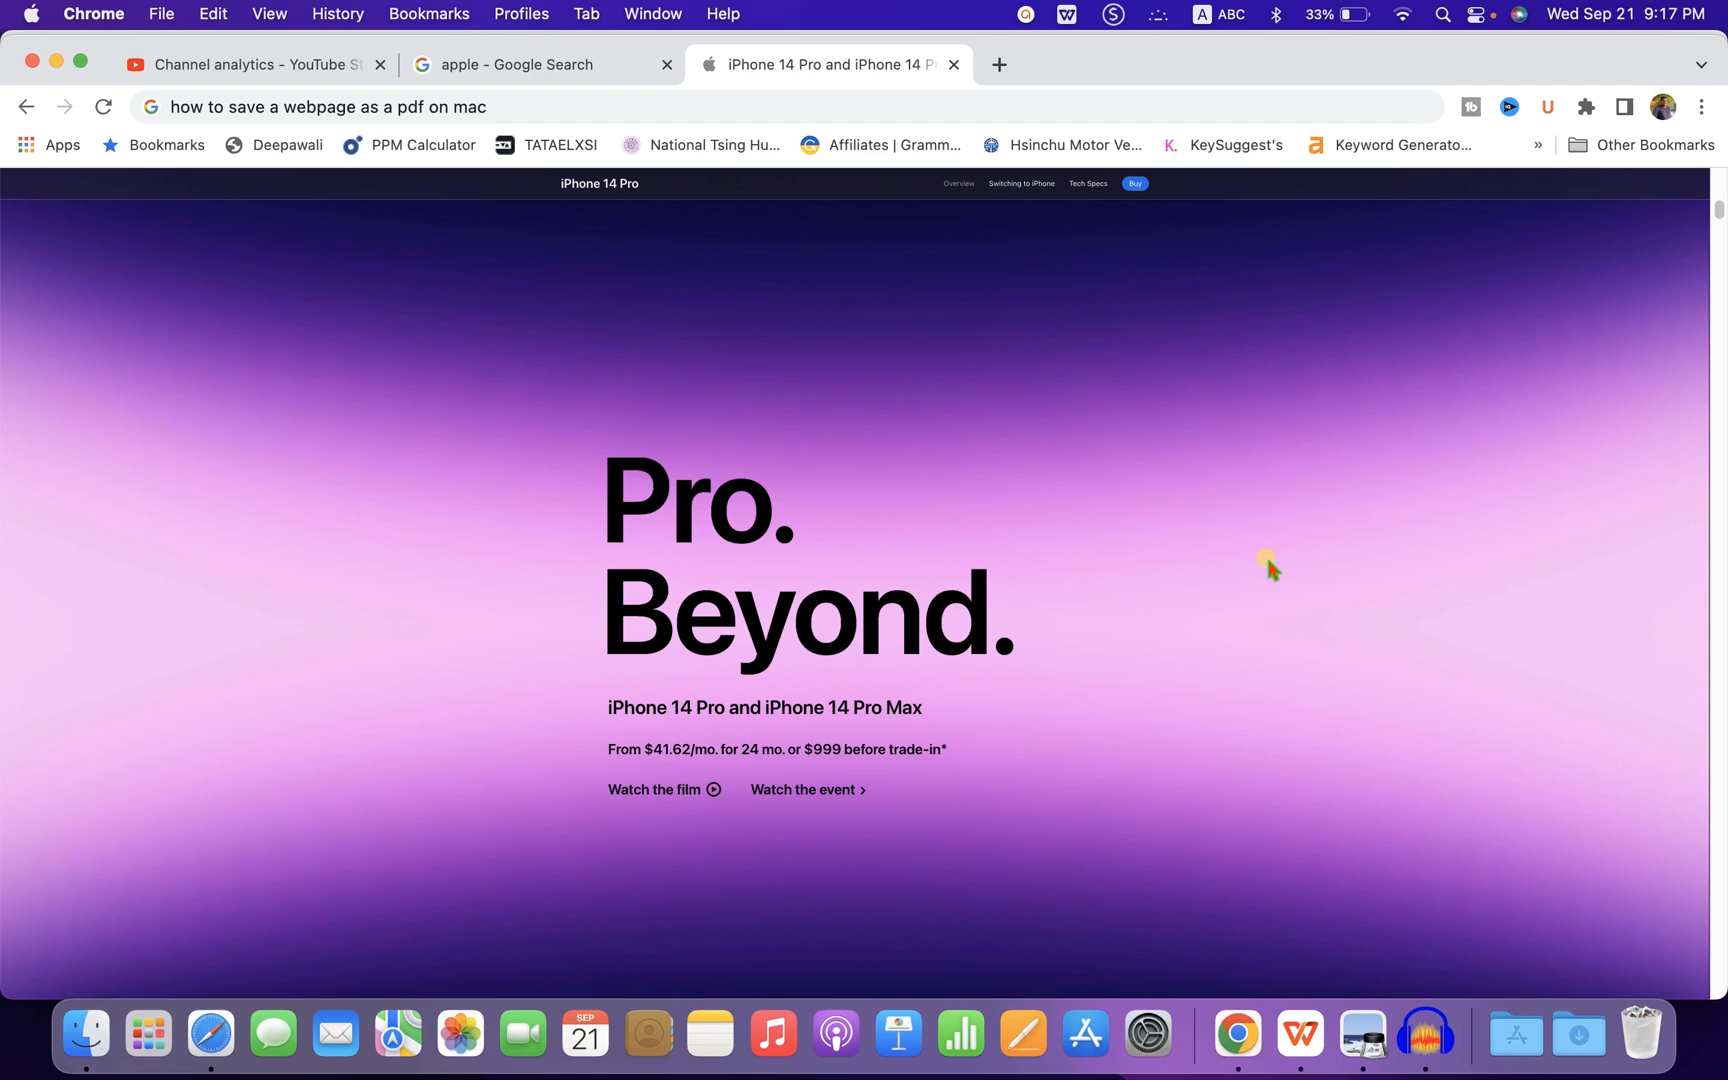 Chrome File Edit View History Bookmarks Profiles Tab Window Help A ABC 33% Wed Sep 21 9:17 PM
Channel analytics - YouTube St apple - Google Search iPhone 14 Pro and iPhone 14 P
how to save a webpage as a pdf on mac
Apps Bookmarks Deepawali PPM Calculator TATAELXSI National Tsing Hu... Affiliates | Gramm... Hsinchu Motor Ve... K. KeySuggest's Keyword Generato... » Other Bookmarks
iPhone 14 Pro Overview Switching to iPhone Tech Specs Buy
Pro.
Beyond.
iPhone 14 Pro and iPhone 14 Pro Max
From $41.62/mo. for 24 mo. or $999 before trade-in*
Watch the film Watch the event >
SEP
21